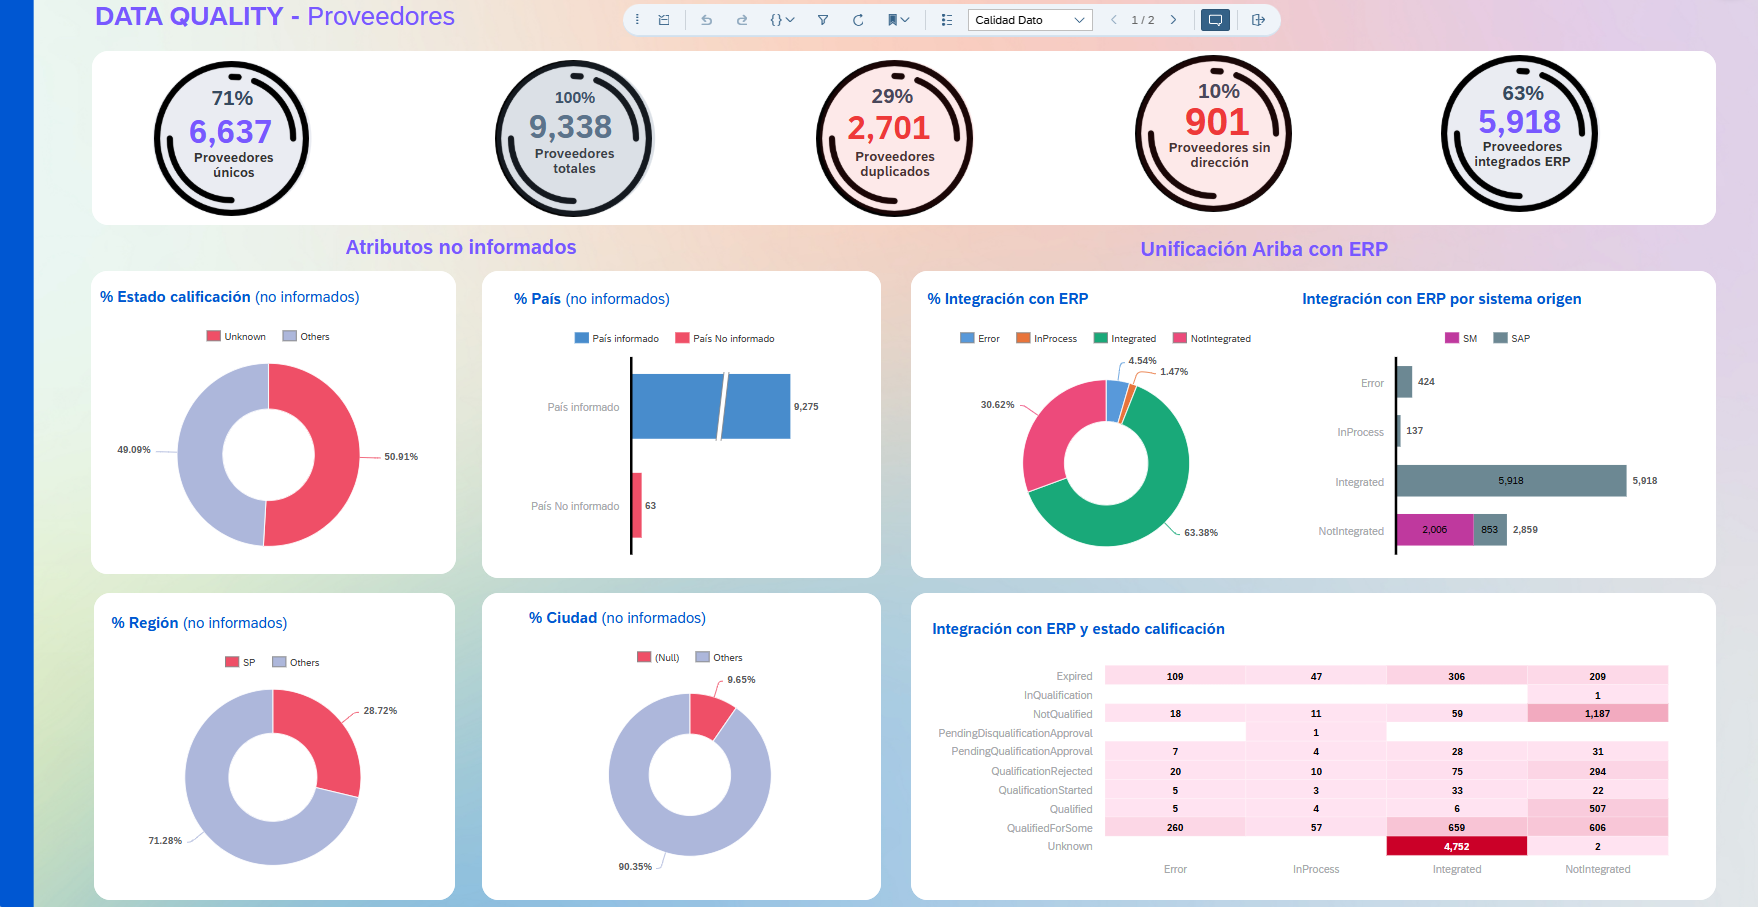 DATA QUALITY - Proveedores
Calidad Dato
1 / 2
71%
6,637
Proveedores
únicos
100%
9,338
Proveedores
totales
29%
2,701
Proveedores
duplicados
10%
901
Proveedores sin
dirección
63%
5,918
Proveedores
integrados ERP
Atributos no informados
Unificación Ariba con ERP
% Estado calificación (no informados)
Unknown Others
49.09%
50.91%
% País (no informados)
País informado País No informado
País informado 9,275
País No informado 63
% Integración con ERP
Error InProcess Integrated NotIntegrated
4.54%
1.47%
30.62%
63.38%
Integración con ERP por sistema origen
SM SAP
Error 424
InProcess 137
Integrated 5,918 5,918
NotIntegrated 2,006 853 2,859
% Región (no informados)
SP Others
28.72%
71.28%
% Ciudad (no informados)
(Null) Others
9.65%
90.35%
Integración con ERP y estado calificación
Expired 109 47 306 209
InQualification 1
NotQualified 18 11 59 1,187
PendingDisqualificationApproval 1
PendingQualificationApproval 7 4 28 31
QualificationRejected 20 10 75 294
QualificationStarted 5 3 33 22
Qualified 5 4 6 507
QualifiedForSome 260 57 659 606
Unknown 4,752 2
Error InProcess Integrated NotIntegrated